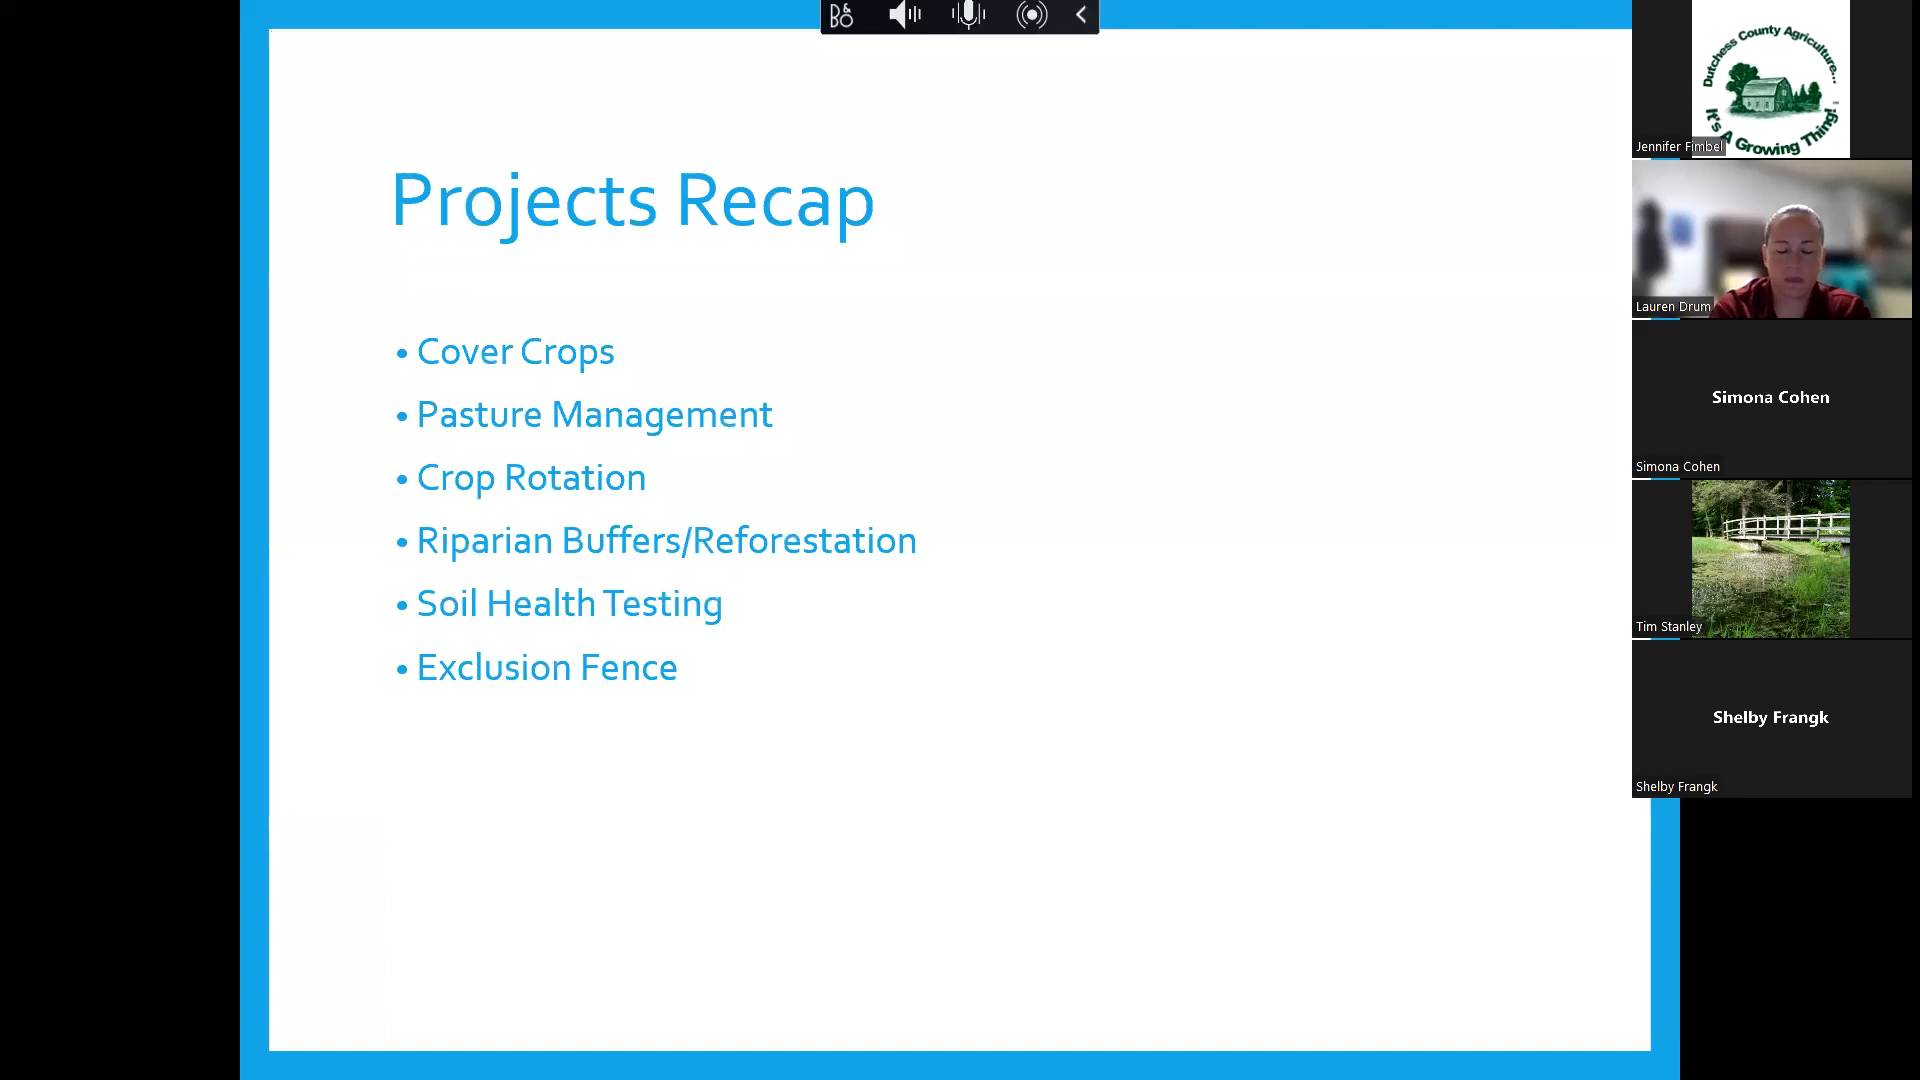 B&O
Projects Recap
• Cover Crops
• Pasture Management
• Crop Rotation
• Riparian Buffers/Reforestation
• Soil Health Testing
• Exclusion Fence
Dutchess County Agriculture...
It's A Growing Thing!
Jennifer Fimbel
Lauren Drum
Simona Cohen
Simona Cohen
Tim Stanley
Shelby Frangk
Shelby Frangk